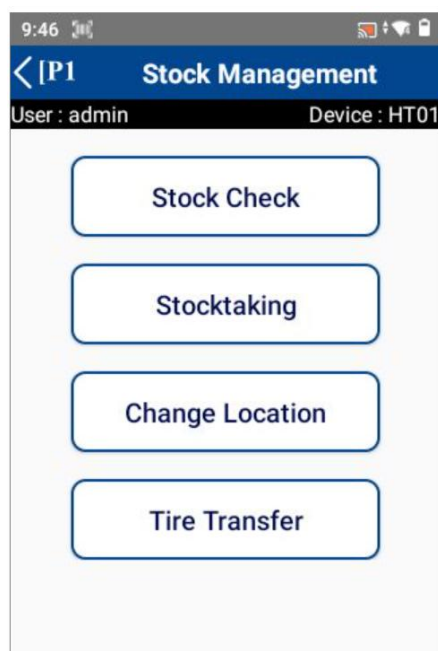 9:46
[P1 Stock Management
User : admin Device : HT01
Stock Check
Stocktaking
Change Location
Tire Transfer